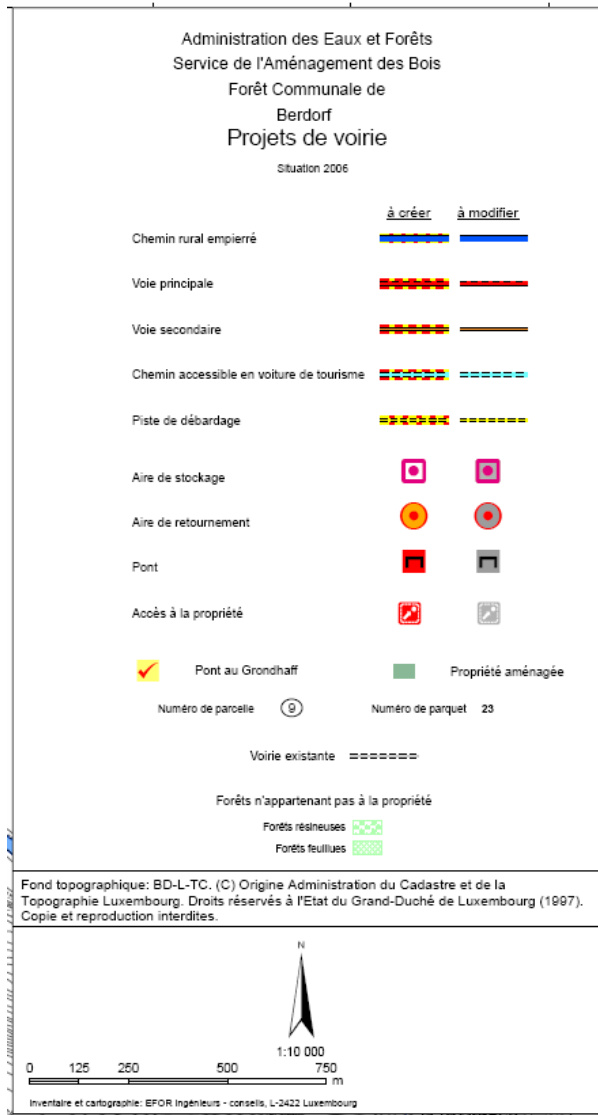 Administration des Eaux et Forêts
Service de l'Aménagement des Bois
Forêt Communale de
Berdorf
Projets de voirie
Situation 2006
à créer à modifier
Chemin rural empierré
Voie principale
Voie secondaire
Chemin accessible en voiture de tourisme
Piste de débardage
Aire de stockage
Aire de retournement
Pont
Accès à la propriété
Pont au Grondhaff Propriété aménagée
Numéro de parcelle 9 Numéro de parquet 23
Voirie existante
Forêts n'appartenant pas à la propriété
Forêts résineuses
Forêts feuillues
Fond topographique: BD-L-TC. (C) Origine Administration du Cadastre et de la
Topographie Luxembourg. Droits réservés à l'Etat du Grand-Duché de Luxembourg (1997).
Copie et reproduction interdites.
N
1:10 000
0 125 250 500 750
m
Inventaire et cartographie: EFOR Ingénieurs - conseils, L-2422 Luxembourg